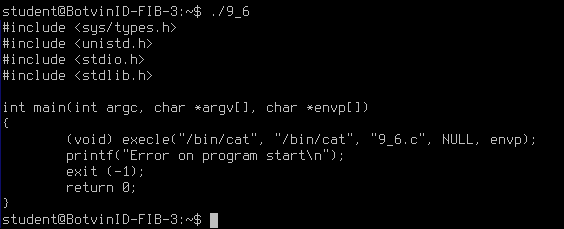 student@BotvinID-FIB-3:~$ ./9_6
#include <sys/types.h>
#include <unistd.h>
#include <stdio.h>
#include <stdlib.h>
int main(int argc, char *argv[], char *envp[])
{
(void) execle("/bin/cat", "/bin/cat", "9_6.c", NULL, envp);
printf("Error on program start\n");
exit (-1);
return 0;
}
student@BotvinID-FIB-3:~$